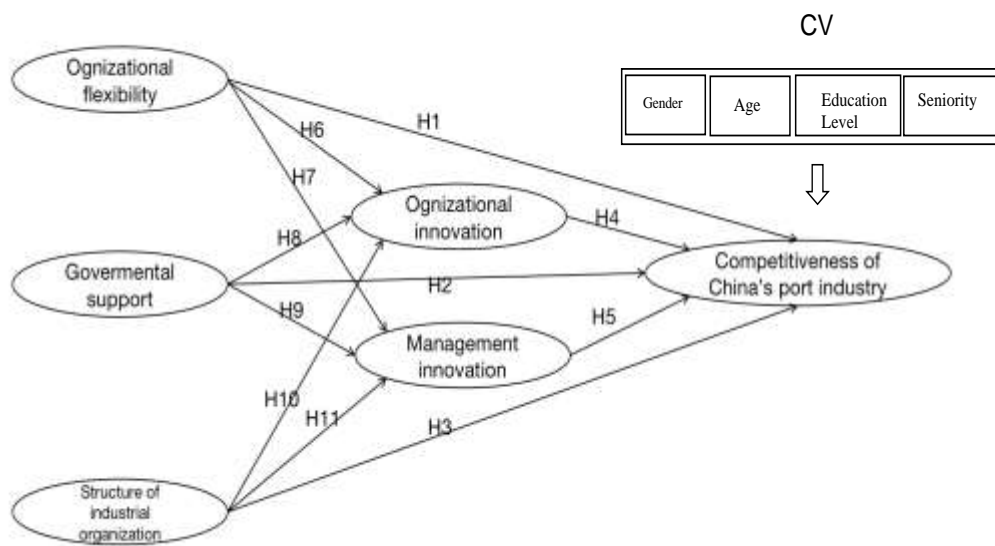 CV
Ognizational
flexibility
Gender
Age
Education
Level
Seniority
H1
H6
H7
Ognizational
innovation
H4
H8
Govermental
support
H2
Competitiveness of
China's port industry
H9
H5
Management
innovation
H10
H11
H3
Structure of
industrial
organization